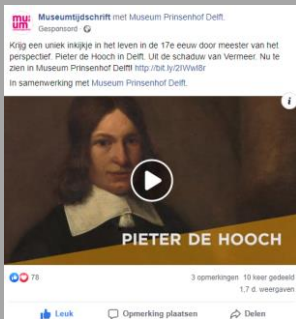 mu:
um.
Museumtijdschrift met Museum Prinsenhof Delft.
Gesponsord ·
Krijg een uniek inkijkje in het leven in de 17e eeuw door meester van het
perspectief. Pieter de Hooch in Delft. Uit de schaduw van Vermeer. Nu te
zien in Museum Prinsenhof Delft! http://bit.ly/2IWwl8r
In samenwerking met Museum Prinsenhof Delft.
i
PIETER DE HOOCH
78
3 opmerkingen 10 keer gedeeld
1,7 d. weergaven
Leuk Opmerking plaatsen Delen